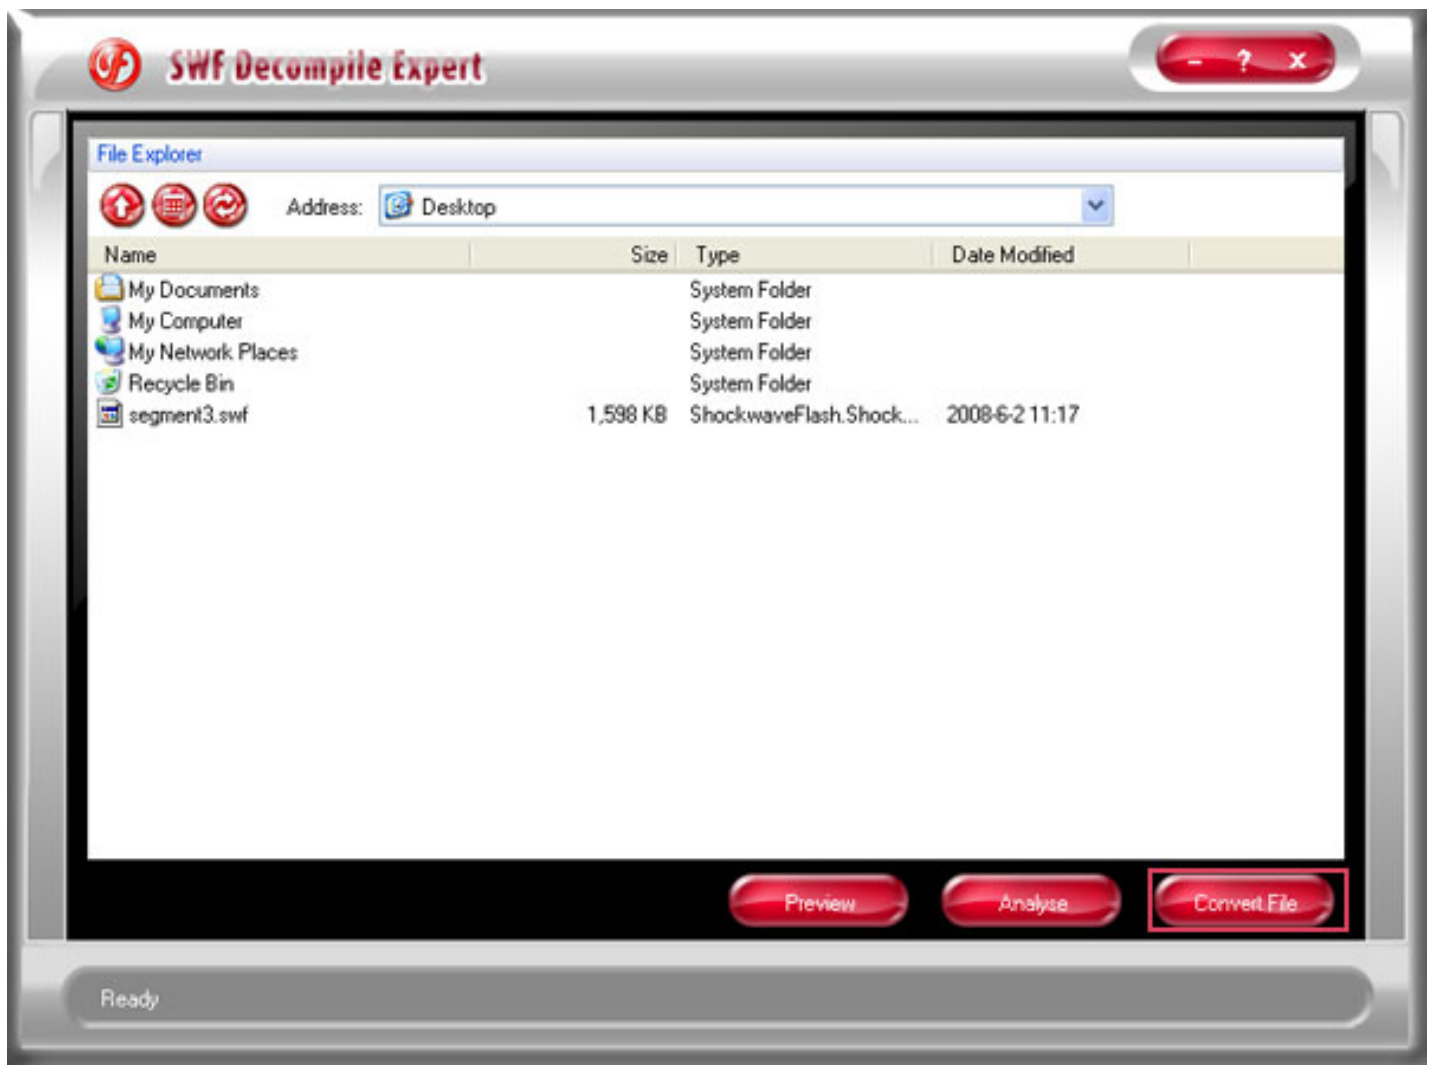 SWF Decompile Expert
- ? x
File Explorer
Address: Desktop
Name Size Type Date Modified
My Documents System Folder
My Computer System Folder
My Network Places System Folder
Recycle Bin System Folder
segment3.swf 1,598 KB ShockwaveFlash.Shock... 2008-6-2 11:17
Preview Analyse Convert File
Ready